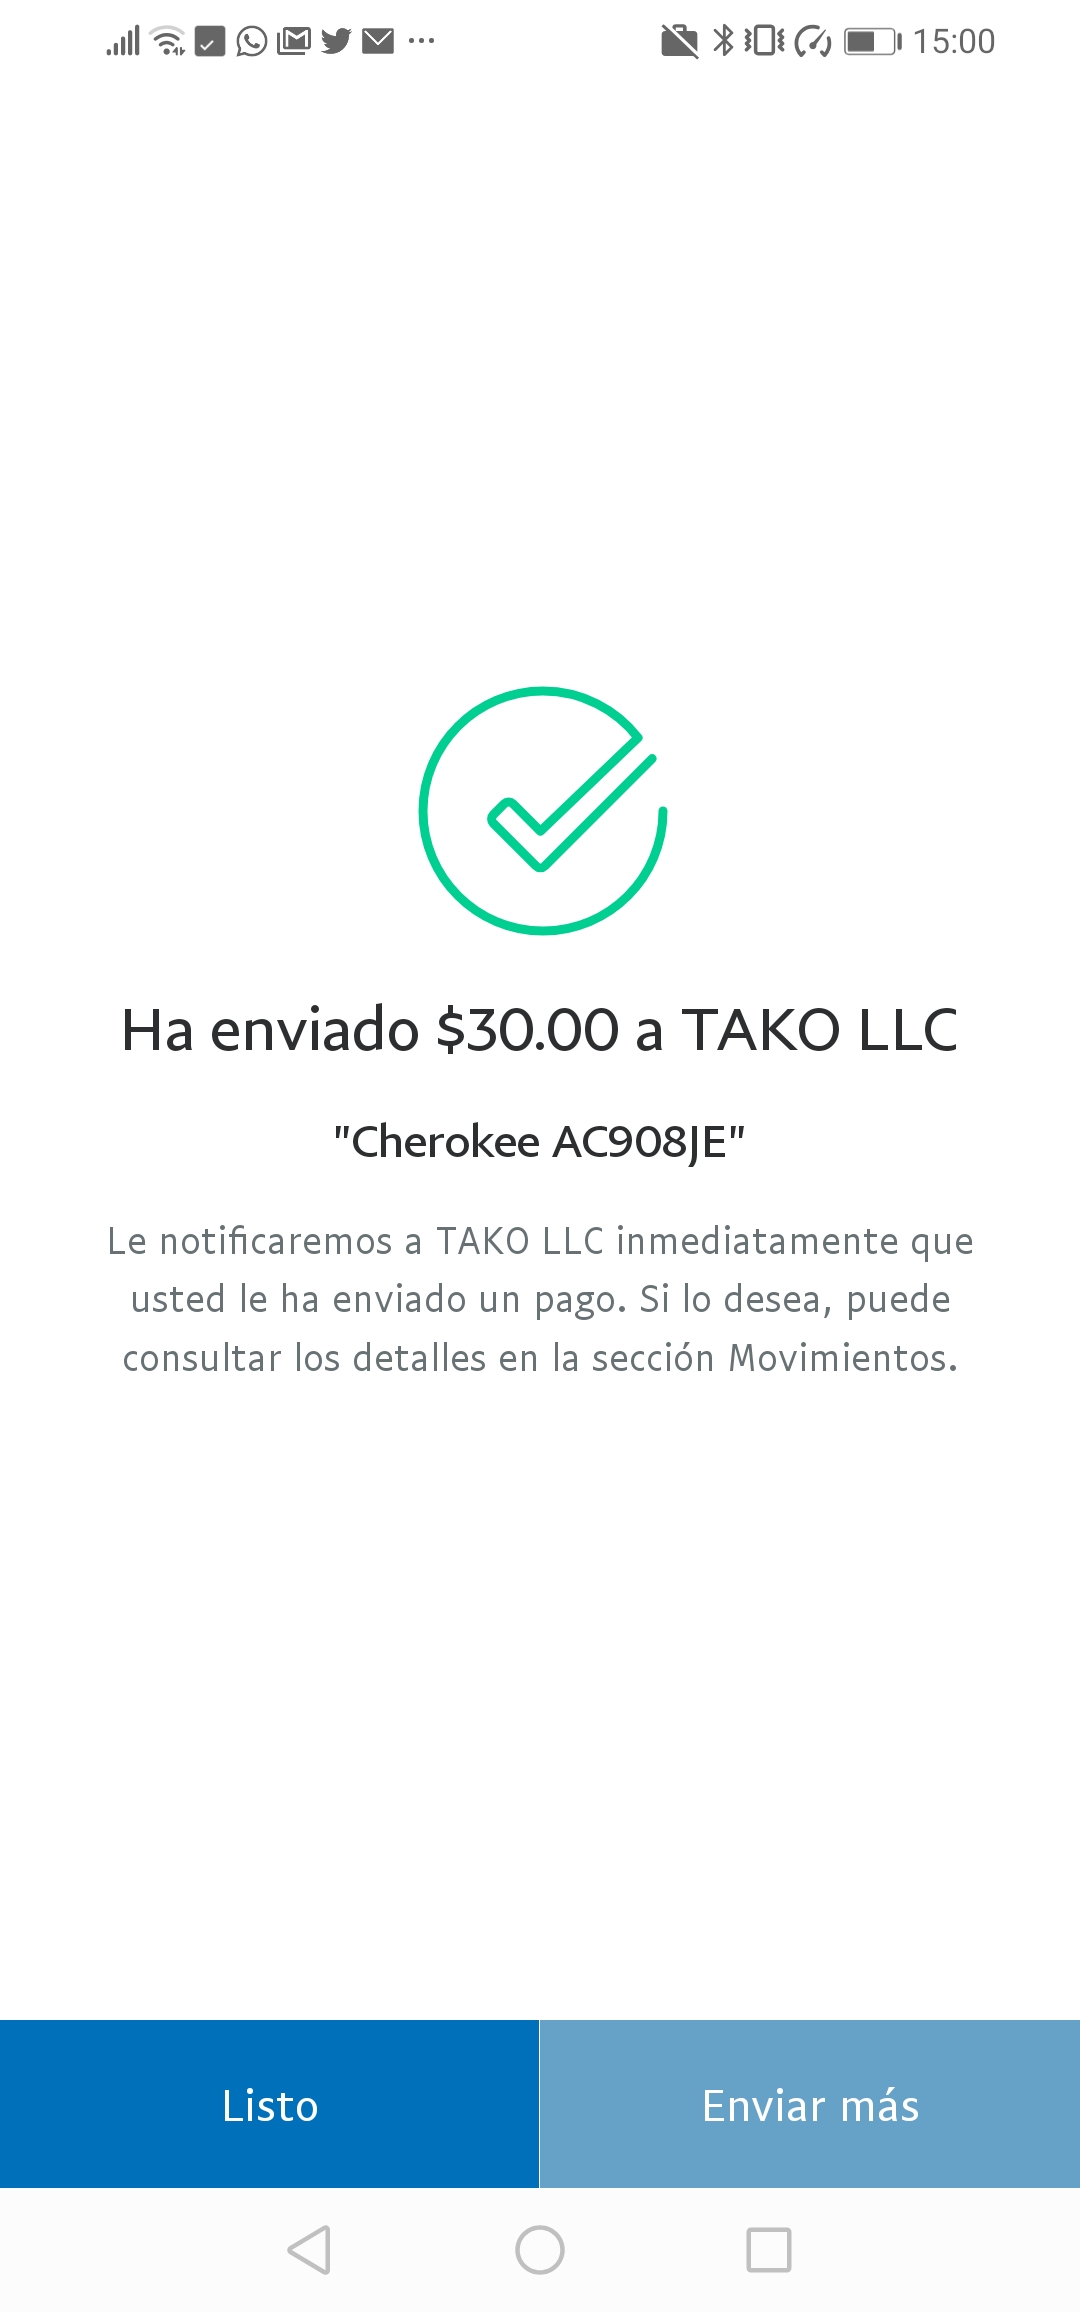 15:00
Ha enviado $30.00 a TAKO LLC
"Cherokee AC908JE"
Le notificaremos a TAKO LLC inmediatamente que
usted le ha enviado un pago. Si lo desea, puede
consultar los detalles en la sección Movimientos.
Listo
Enviar más